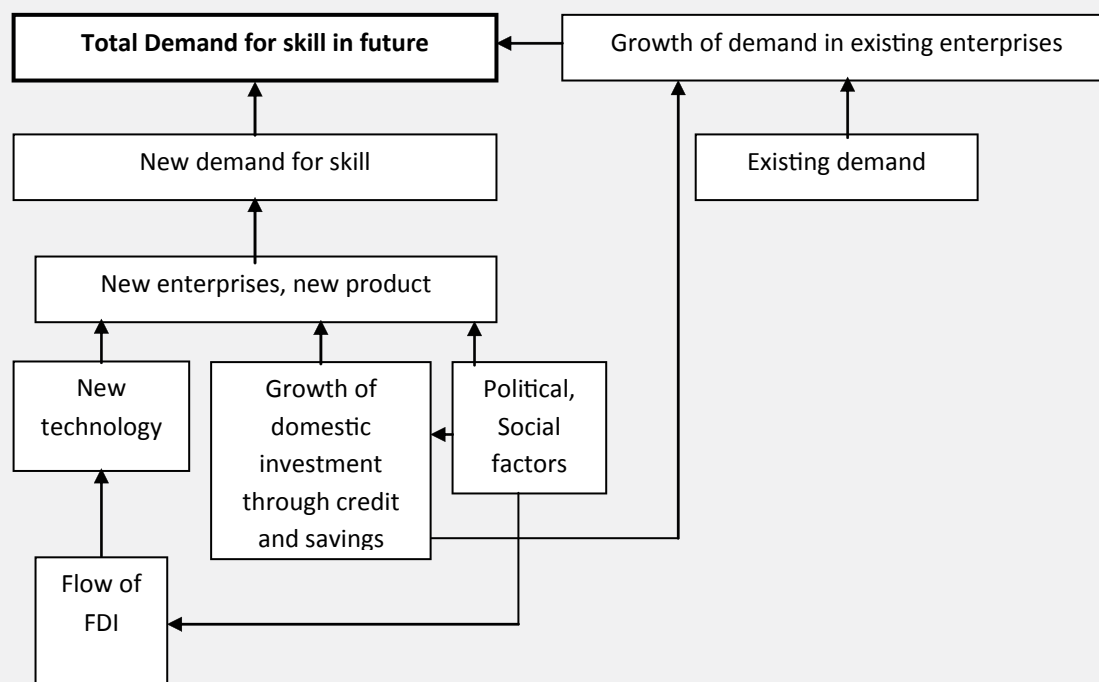 Total Demand for skill in future
Growth of demand in existing enterprises
New demand for skill
Existing demand
New enterprises, new product
New
technology
Growth of
domestic
investment
through credit
and savings
Political,
Social
factors
Flow of
FDI